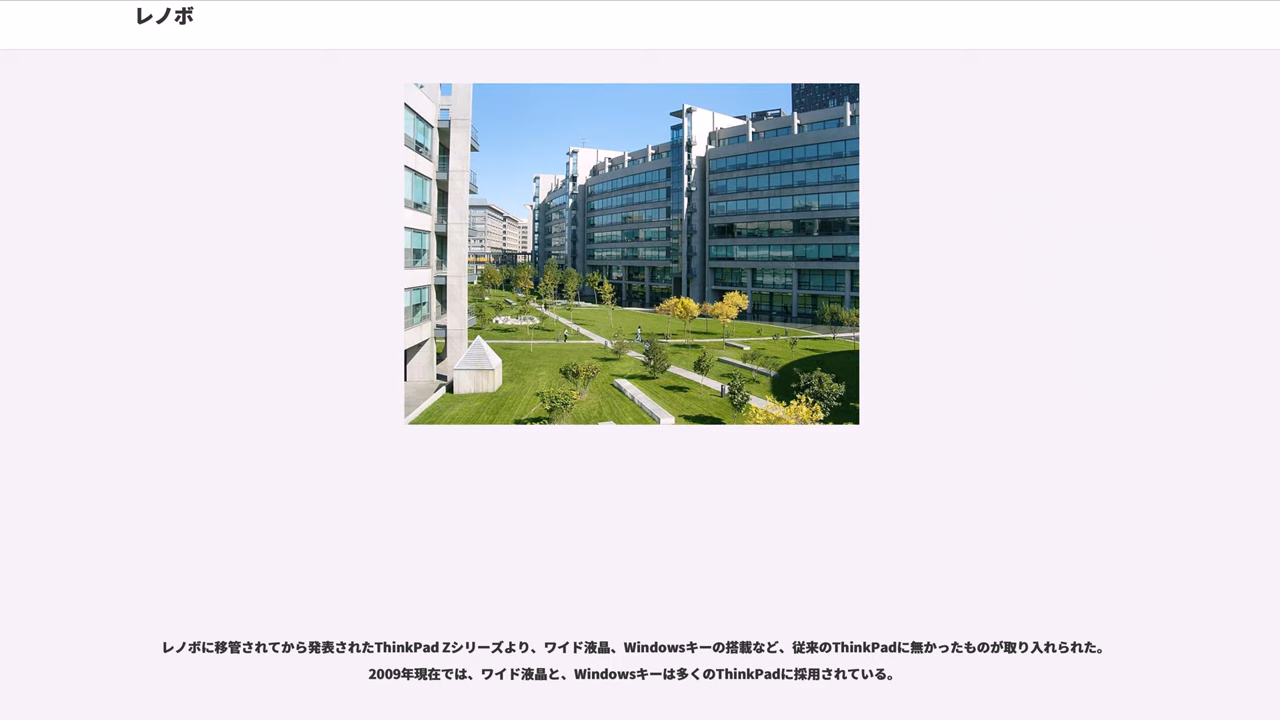 レノボ
レノボに移管されてから発表されたThinkPad Zシリーズより、ワイド液晶、Windowsキーの搭載など、従来のThinkPadに無かったものが取り入れられた。
2009年現在では、ワイド液晶と、Windowsキーは多くのThinkPadに採用されている。